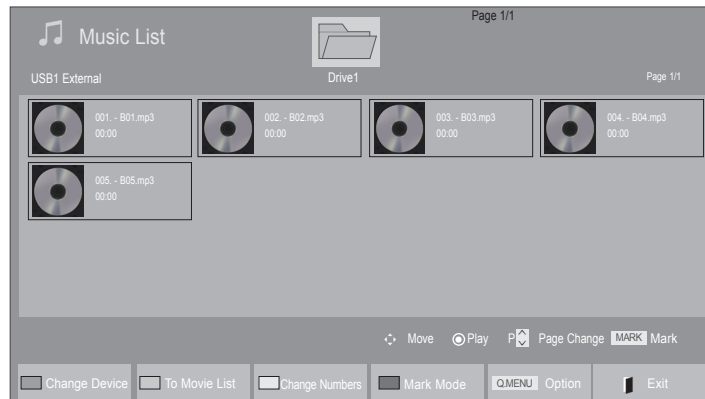 Page 1/1
Music List
USB1 External
Drive1
Page 1/1
001. - B01.mp3
00:00
002. - B02.mp3
00:00
003. - B03.mp3
00:00
004. - B04.mp3
00:00
005. - B05.mp3
00:00
Move Play P Page Change MARK Mark
Change Device To Movie List Change Numbers Mark Mode Q.MENU Option Exit